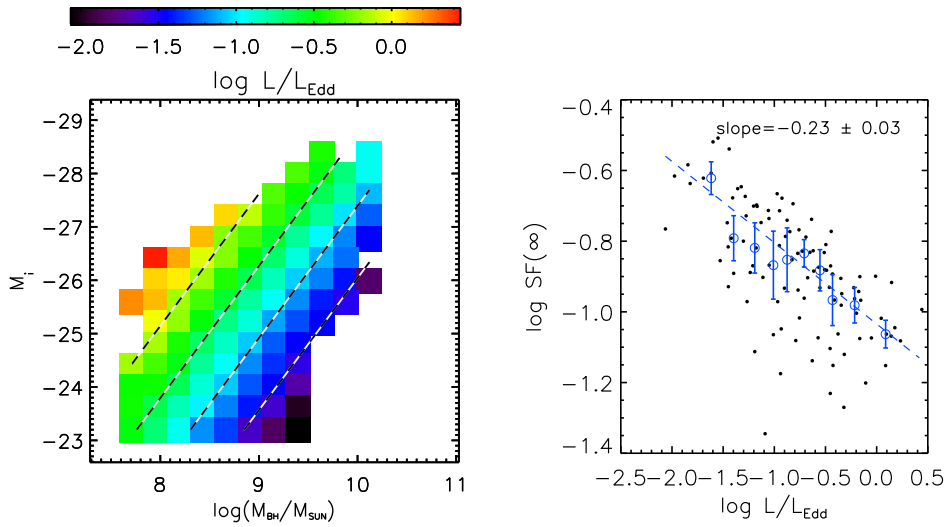 −2.0 −1.5 −1.0 −0.5 0.0
log L/L_Edd
−29
−28
−27
−26
−25
−24
−23
M_i
8 9 10 11
log(M_BH/M_SUN)
slope=−0.23 ± 0.03
−0.4
−0.6
−0.8
−1.0
−1.2
−1.4
log SF(∞)
−2.5 −2.0 −1.5 −1.0 −0.5 0.0 0.5
log L/L_Edd